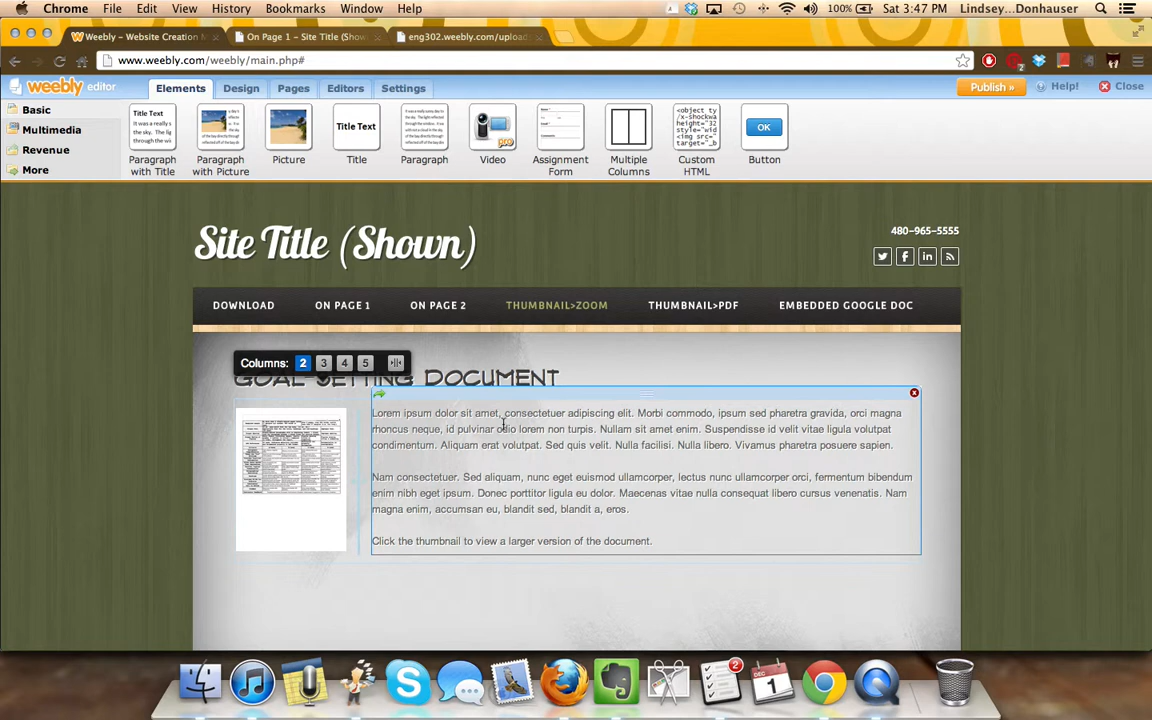 Chrome File Edit View History Bookmarks Window Help
100% Sat 3:47 PM Lindsey...Donhauser
Weebly - Website Creation M
On Page 1 - Site Title (Show
eng302.weebly.com/upload
www.weebly.com/weebly/main.php#
weebly editor
Elements Design Pages Editors Settings
Publish » Help! Close
Basic
Multimedia
Revenue
More
Paragraph with Title
Paragraph with Picture
Picture
Title Text
Title
Paragraph
pro
Video
Assignment Form
Multiple Columns
Custom HTML
OK
Button
Site Title (Shown)
480-965-5555
DOWNLOAD ON PAGE 1 ON PAGE 2 THUMBNAIL>ZOOM THUMBNAIL>PDF EMBEDDED GOOGLE DOC
Columns: 2 3 4 5
GOAL-SETTING DOCUMENT
Lorem ipsum dolor sit amet, consectetuer adipiscing elit. Morbi commodo, ipsum sed pharetra gravida, orci magna
rhoncus neque, id pulvinar odio lorem non turpis. Nullam sit amet enim. Suspendisse id velit vitae ligula volutpat
condimentum. Aliquam erat volutpat. Sed quis velit. Nulla facilisi. Nulla libero. Vivamus pharetra posuere sapien.
Nam consectetuer. Sed aliquam, nunc eget euismod ullamcorper, lectus nunc ullamcorper orci, fermentum bibendum
enim nibh eget ipsum. Donec porttitor ligula eu dolor. Maecenas vitae nulla consequat libero cursus venenatis. Nam
magna enim, accumsan eu, blandit sed, blandit a, eros.
Click the thumbnail to view a larger version of the document.
2
DEC
1